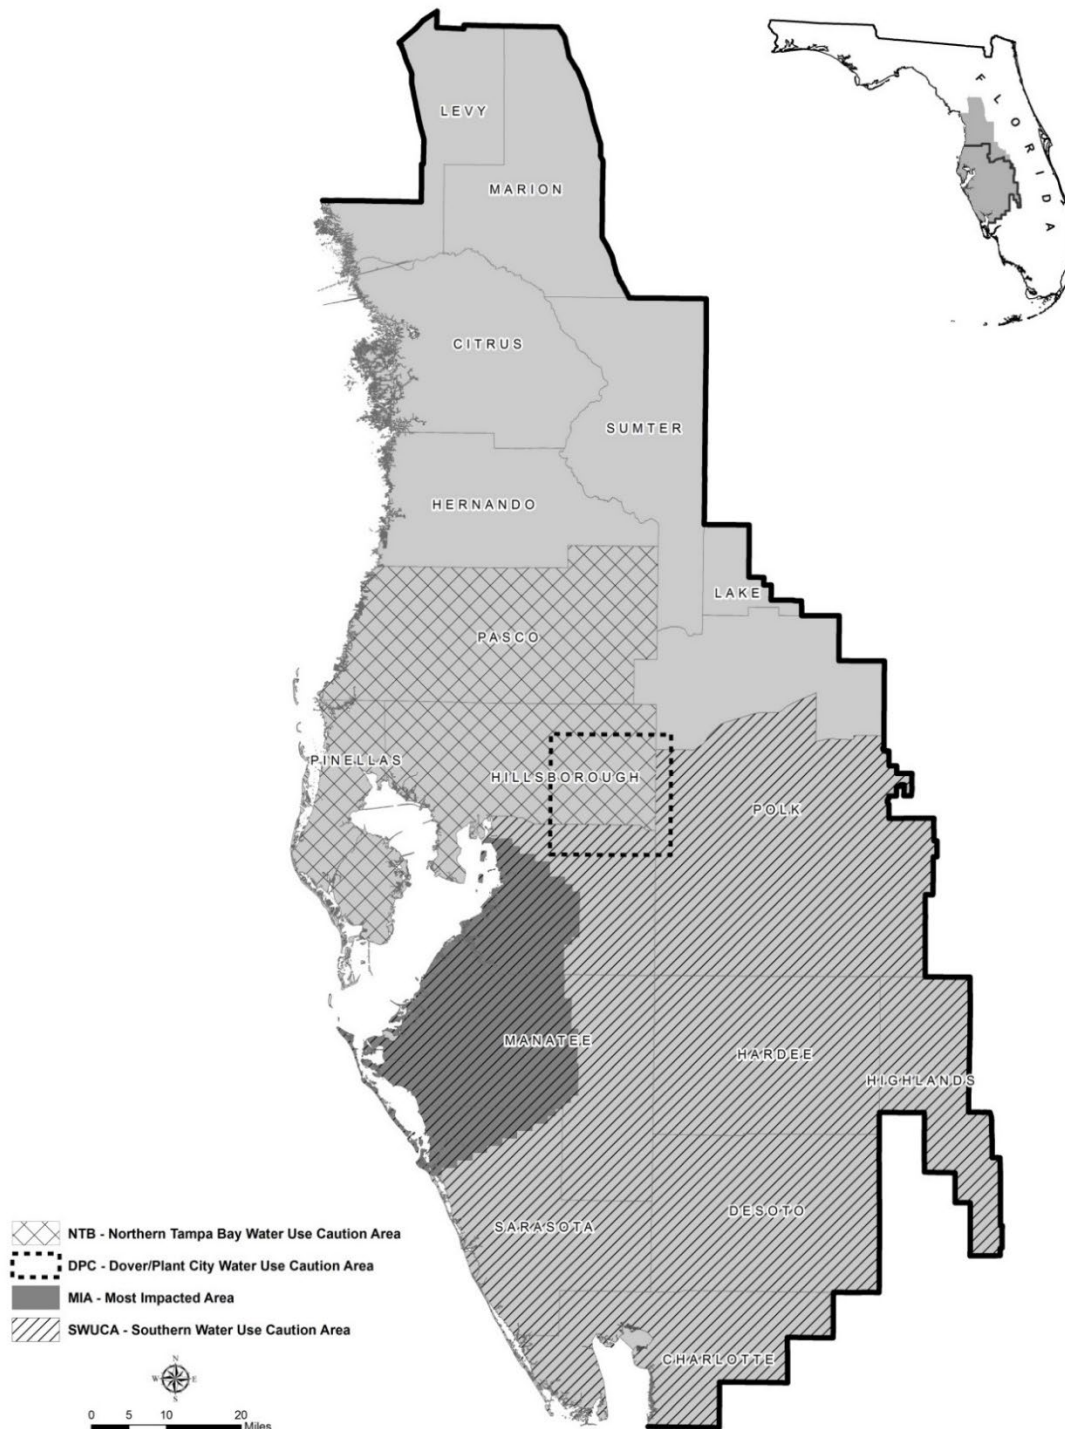 FLORIDA
LEVY
MARION
CITRUS
SUMTER
HERNANDO
LAKE
PASCO
PINELLAS
HILLSBOROUGH
POLK
MANATEE
HARDEE
HIGHLANDS
SARASOTA
DESOTO
CHARLOTTE
NTB - Northern Tampa Bay Water Use Caution Area
DPC - Dover/Plant City Water Use Caution Area
MIA - Most Impacted Area
SWUCA - Southern Water Use Caution Area
N
W E
S
0 5 10 20
Miles